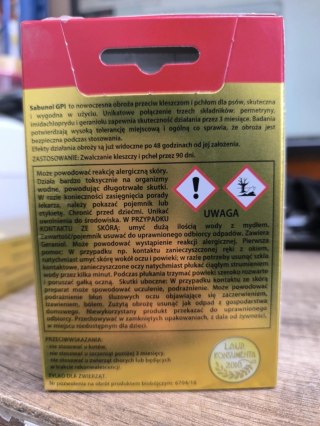 Sabunol GPI to nowoczesna obroża przeciw kleszczom i pchłom dla psów, skuteczna
i wygodna w użyciu. Unikatowe połączenie trzech składników: permetryny,
imidachlopridu i geraniolu zapewnia skuteczność działania przez 3 miesiące. Badania
potwierdzają wysoką tolerancję miejscową i ogólną co sprawia, że obroża jest
bezpieczna podczas stosowania.
Efekty działania obroży są już widoczne po 48 godzinach od jej założenia.
ZASTOSOWANIE: Zwalczanie kleszczy i pcheł przez 90 dni.
Może powodować reakcję alergiczną skóry.
Działa bardzo toksycznie na organizmy
wodne, powodując długotrwałe skutki.
W razie konieczności zasięgnięcia porady
lekarza, należy pokazać pojemnik lub
etykietę. Chronić przed dziećmi. Unikać
uwolnienia do środowiska. W PRZYPADKU
KONTAKTU ZE SKÓRĄ: umyć dużą ilością wody z mydłem.
Zawartość/pojemnik usuwać do uprawnionego odbiorcy odpadów. Zawiera
Geraniol. Może powodować wystąpienie reakcji alergicznej. Pierwsza
pomoc: W przypadku np. kontaktu zanieczyszczonej ręki z okiem,
natychmiast umyć skórę wokół oczu i powieki; w razie potrzeby usunąć szkła
kontaktowe, zanieczyszczone oczy natychmiast płukać ciągłym strumieniem
wody przez kilka minut. Podczas płukania trzymać powieki szeroko rozwarte
i poruszać gałką oczną. Skutki uboczne: W przypadku kontaktu ze skórą
preparat może spowodować uczulenie, podrażnienie. Może powodować
podrażnienie błon śluzowych oczu objawiające się zaczerwienieniem,
łzawieniem, bólem. Zużytą obrożę usunąć jak odpad z gospodarstwa
domowego. Niewykorzystany produkt przekazać do uprawnionego
odbiorcy. Przechowywać w zamkniętych opakowaniach, z dala od żywności,
w miejscu niedostępnym dla dzieci.
UWAGA
PRZECIWWSKAZANIA:
nie stosować u kotów,
nie stosować u szczeniąt poniżej 3 miesięcy,
nie stosować u zwierząt chorych lub będących
w trakcie rekonwalescencji.
TYLKO DLA ZWIERZĄT.
Nr pozwolenia na obrót produktem biobójczym: 6794/16
LAUR
KONSUMENTA